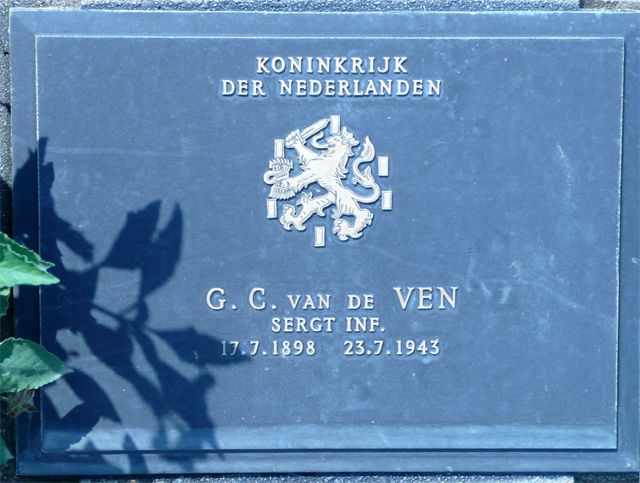 KONINKRIJK
DER NEDERLANDEN
G. C. VAN DE VEN
SERGT INF.
17.7.1898 23.7.1943